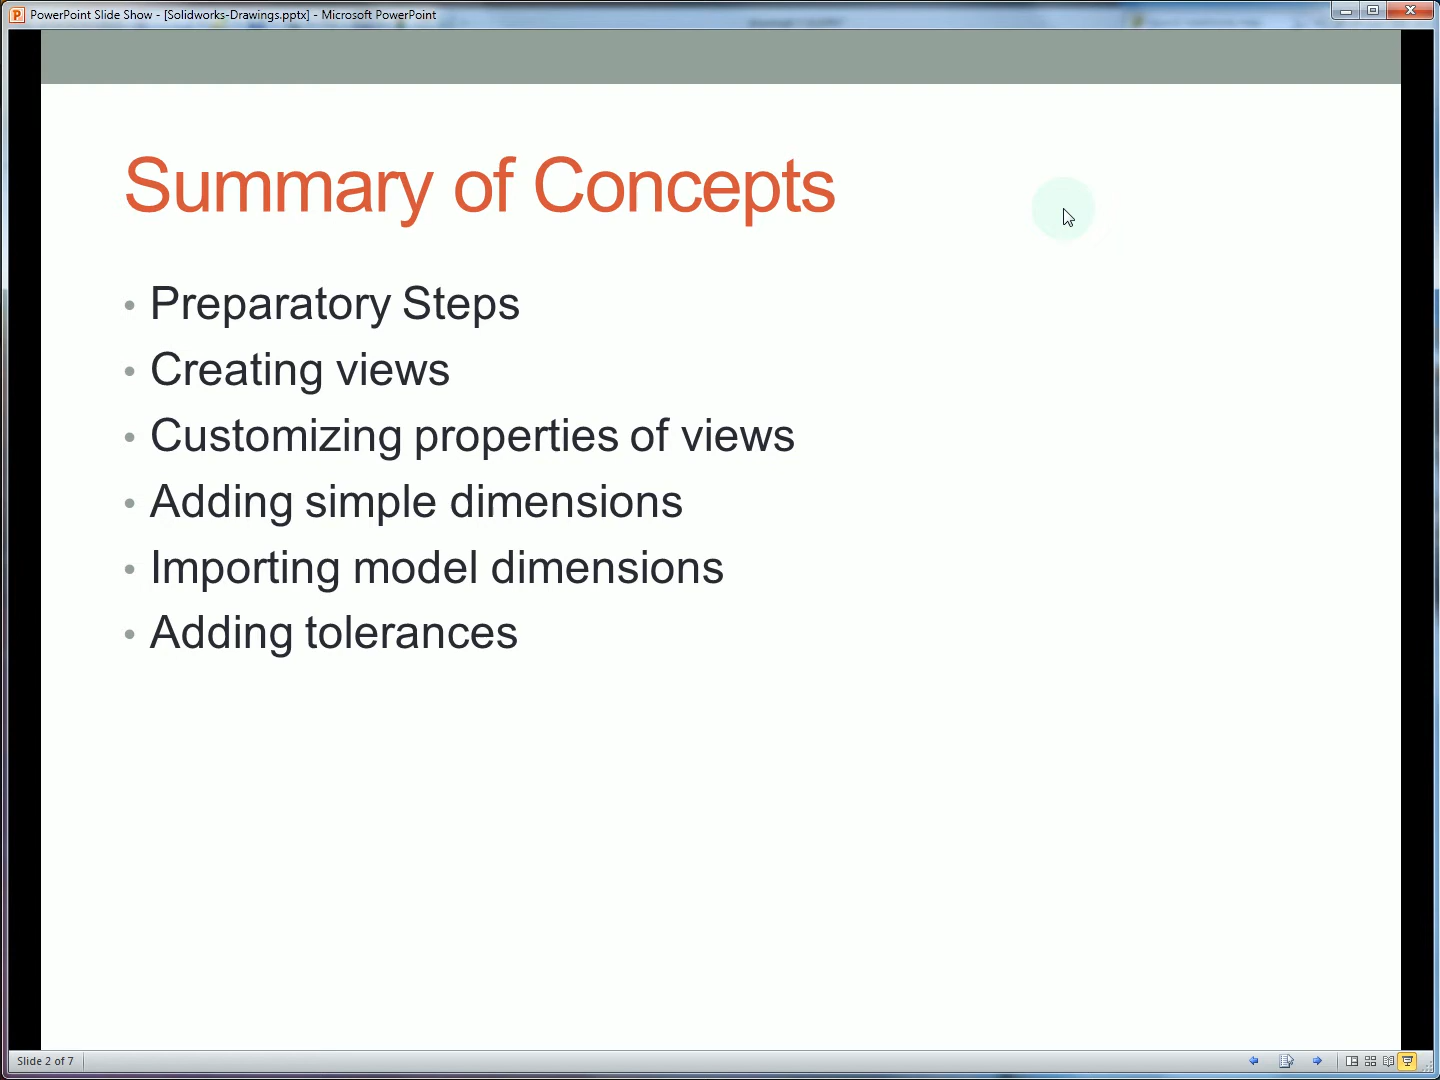 PowerPoint Slide Show - [Solidworks-Drawings.pptx] - Microsoft PowerPoint
Summary of Concepts
• Preparatory Steps
• Creating views
• Customizing properties of views
• Adding simple dimensions
• Importing model dimensions
• Adding tolerances
Slide 2 of 7